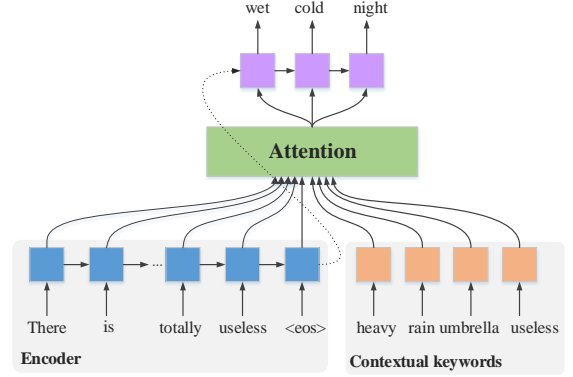 wet cold night
Attention
...
There is totally useless <eos> heavy rain umbrella useless
Encoder
Contextual keywords